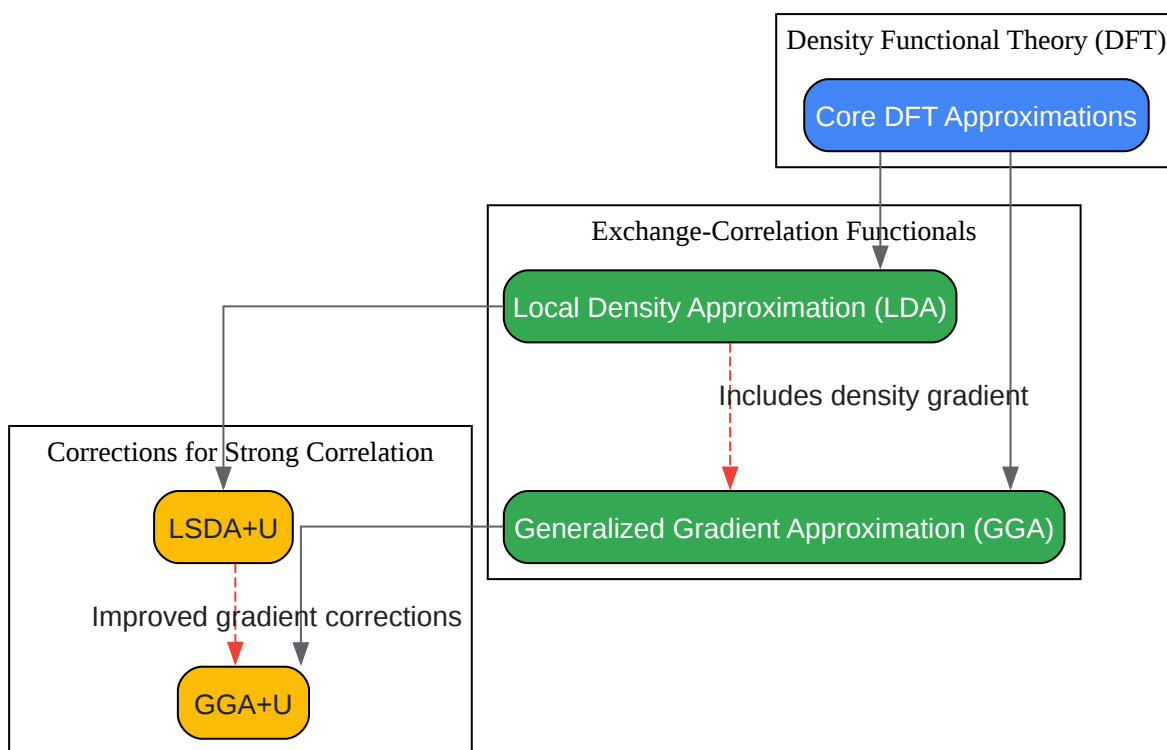 Density Functional Theory (DFT)
Core DFT Approximations
Exchange-Correlation Functionals
Local Density Approximation (LDA)
Includes density gradient
Corrections for Strong Correlation
LSDA+U
Generalized Gradient Approximation (GGA)
Improved gradient corrections
GGA+U